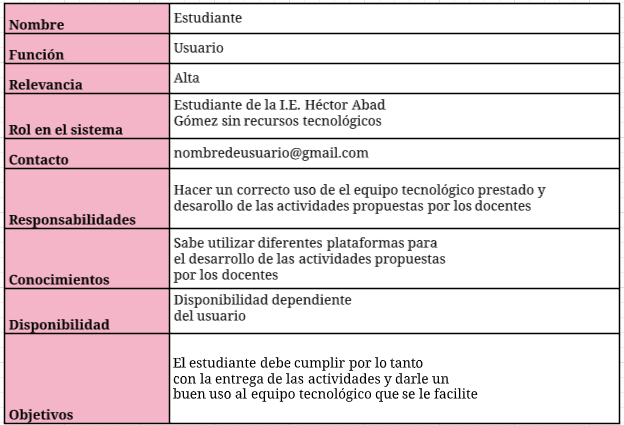 Nombre
Estudiante
Función
Usuario
Relevancia
Alta
Rol en el sistema
Estudiante de la I.E. Héctor Abad
Gómez sin recursos tecnológicos
Contacto
nombredeusuario@gmail.com
Responsabilidades
Hacer un correcto uso de el equipo tecnológico prestado y
desarollo de las actividades propuestas por los docentes
Conocimientos
Sabe utilizar diferentes plataformas para
el desarrollo de las actividades propuestas
por los docentes
Disponibilidad
Disponibilidad dependiente
del usuario
Objetivos
El estudiante debe cumplir por lo tanto
con la entrega de las actividades y darle un
buen uso al equipo tecnológico que se le facilite